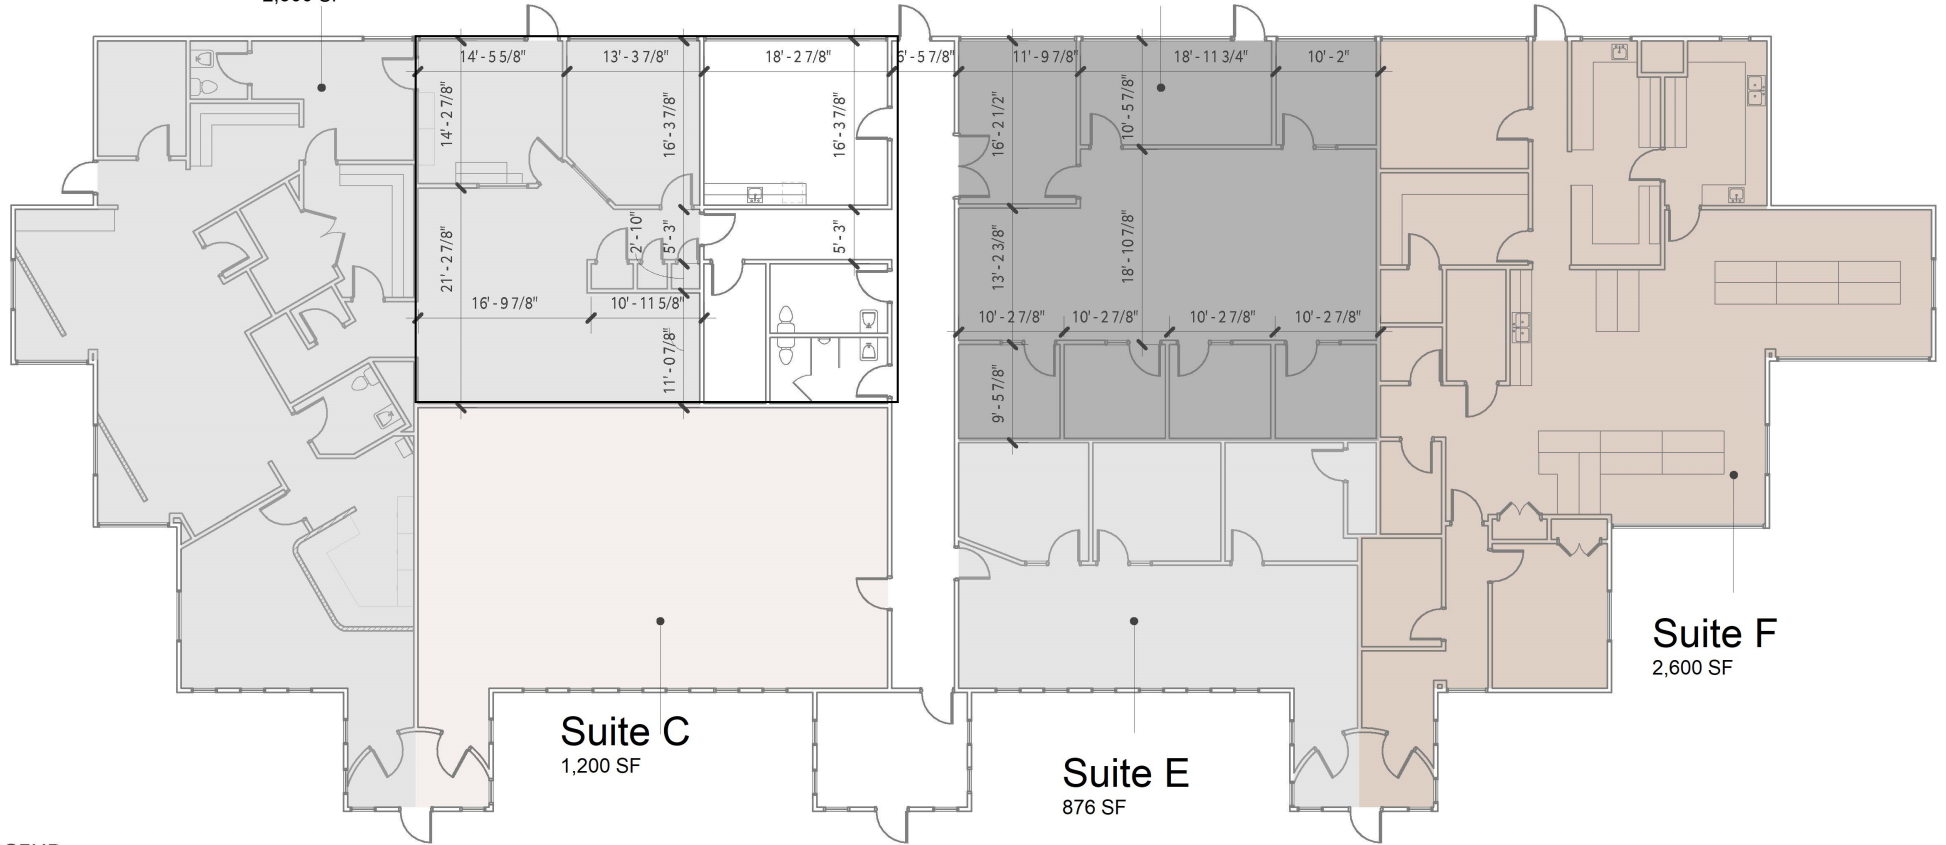 14' - 5 5/8"
13' - 3 7/8"
18' - 2 7/8"
6' - 5 7/8"
11' - 9 7/8"
18' - 11 3/4"
10' - 2"
14' - 2 7/8"
16' - 3 7/8"
16' - 3 7/8"
16' - 2 1/2"
10' - 5 7/8"
21' - 2 7/8"
2' - 10"
5' - 3"
5' - 3"
13' - 2 3/8"
18' - 10 7/8"
16' - 9 7/8"
10' - 11 5/8"
10' - 2 7/8"
10' - 2 7/8"
10' - 2 7/8"
10' - 2 7/8"
11' - 0 7/8"
9' - 5 7/8"
Suite F
2,600 SF
Suite C
1,200 SF
Suite E
876 SF